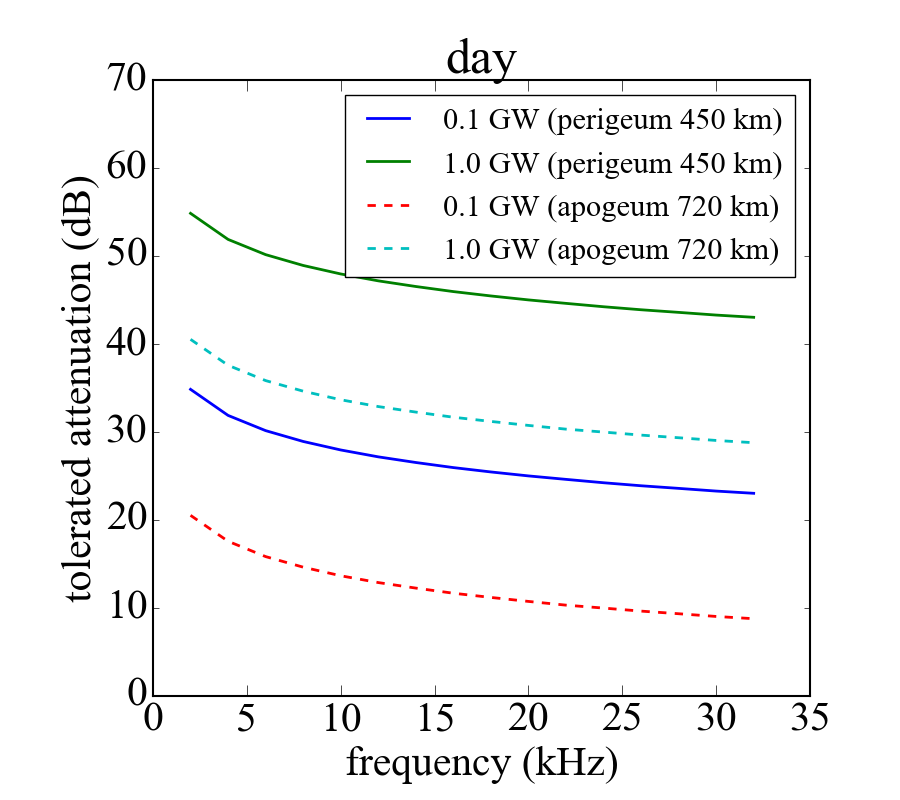 day
70
60
50
40
30
20
10
0
tolerated attenuation (dB)
0.1 GW (perigeum 450 km)
1.0 GW (perigeum 450 km)
0.1 GW (apogeum 720 km)
1.0 GW (apogeum 720 km)
0 5 10 15 20 25 30 35
frequency (kHz)